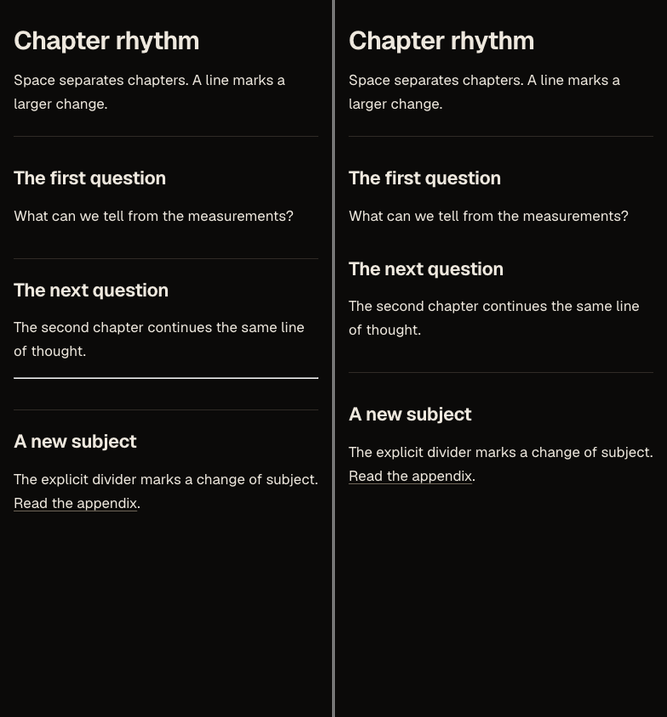 Chapter rhythm
Space separates chapters. A line marks a
larger change.
The first question
What can we tell from the measurements?
The next question
The second chapter continues the same line
of thought.
A new subject
The explicit divider marks a change of subject.
Read the appendix.
Chapter rhythm
Space separates chapters. A line marks a
larger change.
The first question
What can we tell from the measurements?
The next question
The second chapter continues the same line
of thought.
A new subject
The explicit divider marks a change of subject.
Read the appendix.